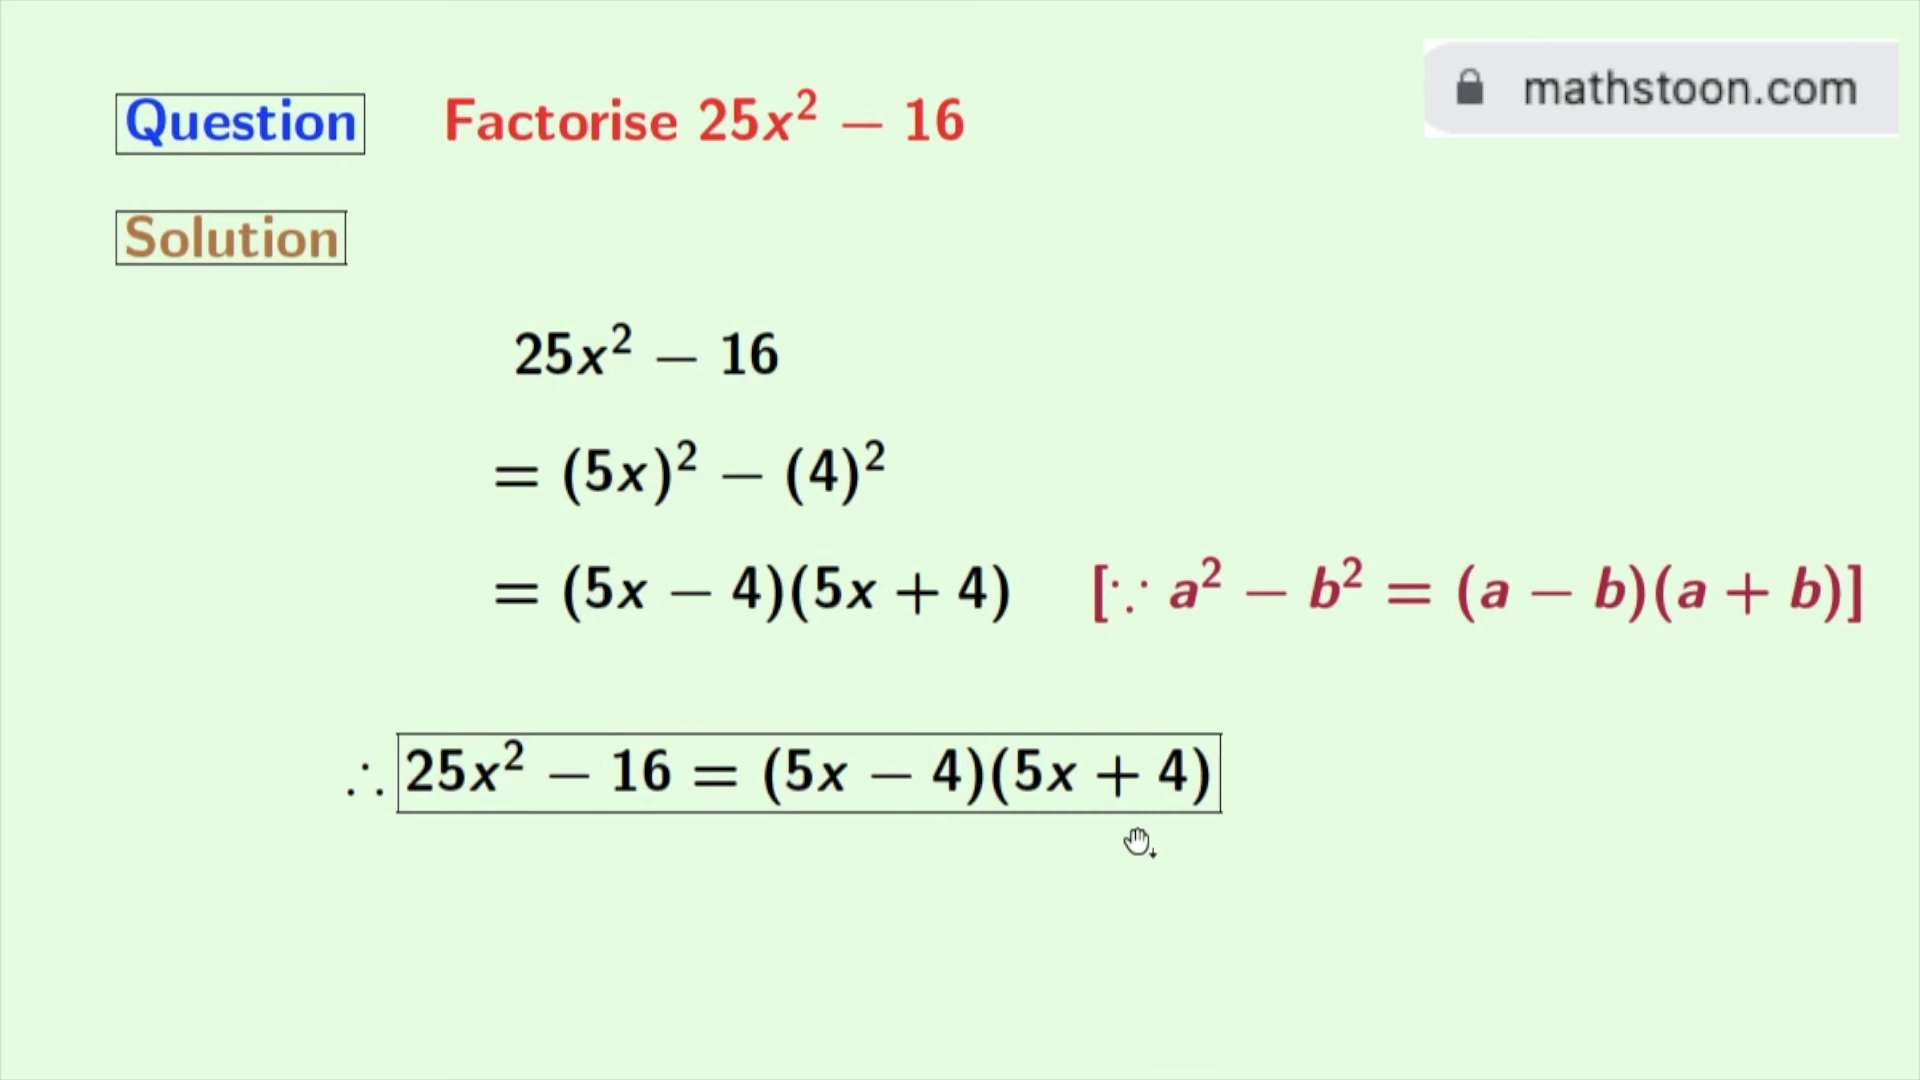 Question Factorise 25x² − 16
mathstoon.com
Solution
25x² − 16
= (5x)² − (4)²
= (5x − 4)(5x + 4) [∵ a² − b² = (a − b)(a + b)]
∴ 25x² − 16 = (5x − 4)(5x + 4)